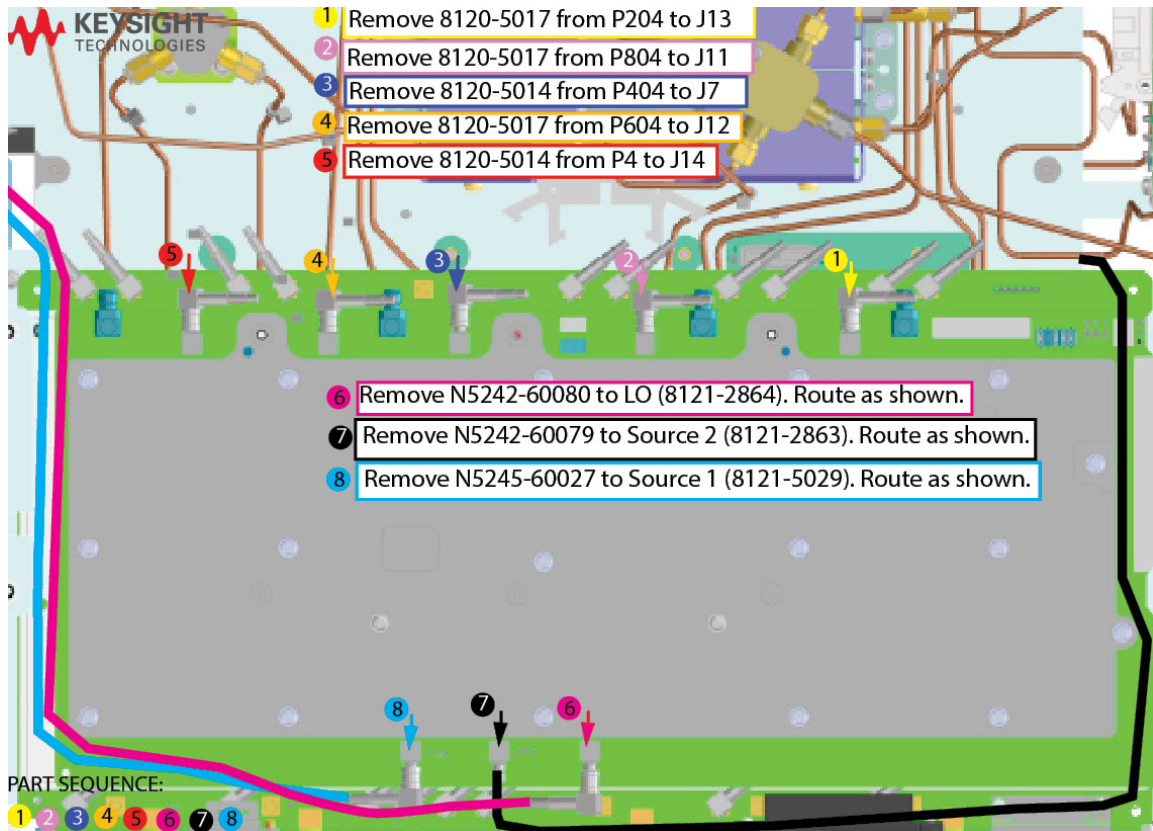 KEYSIGHT
TECHNOLOGIES
1 Remove 8120-5017 from P204 to J13
2 Remove 8120-5017 from P804 to J11
3 Remove 8120-5014 from P404 to J7
4 Remove 8120-5017 from P604 to J12
5 Remove 8120-5014 from P4 to J14
5 4 3 2 1
6 Remove N5242-60080 to LO (8121-2864). Route as shown.
7 Remove N5242-60079 to Source 2 (8121-2863). Route as shown.
8 Remove N5245-60027 to Source 1 (8121-5029). Route as shown.
8 7 6
PART SEQUENCE:
1 2 3 4 5 6 7 8